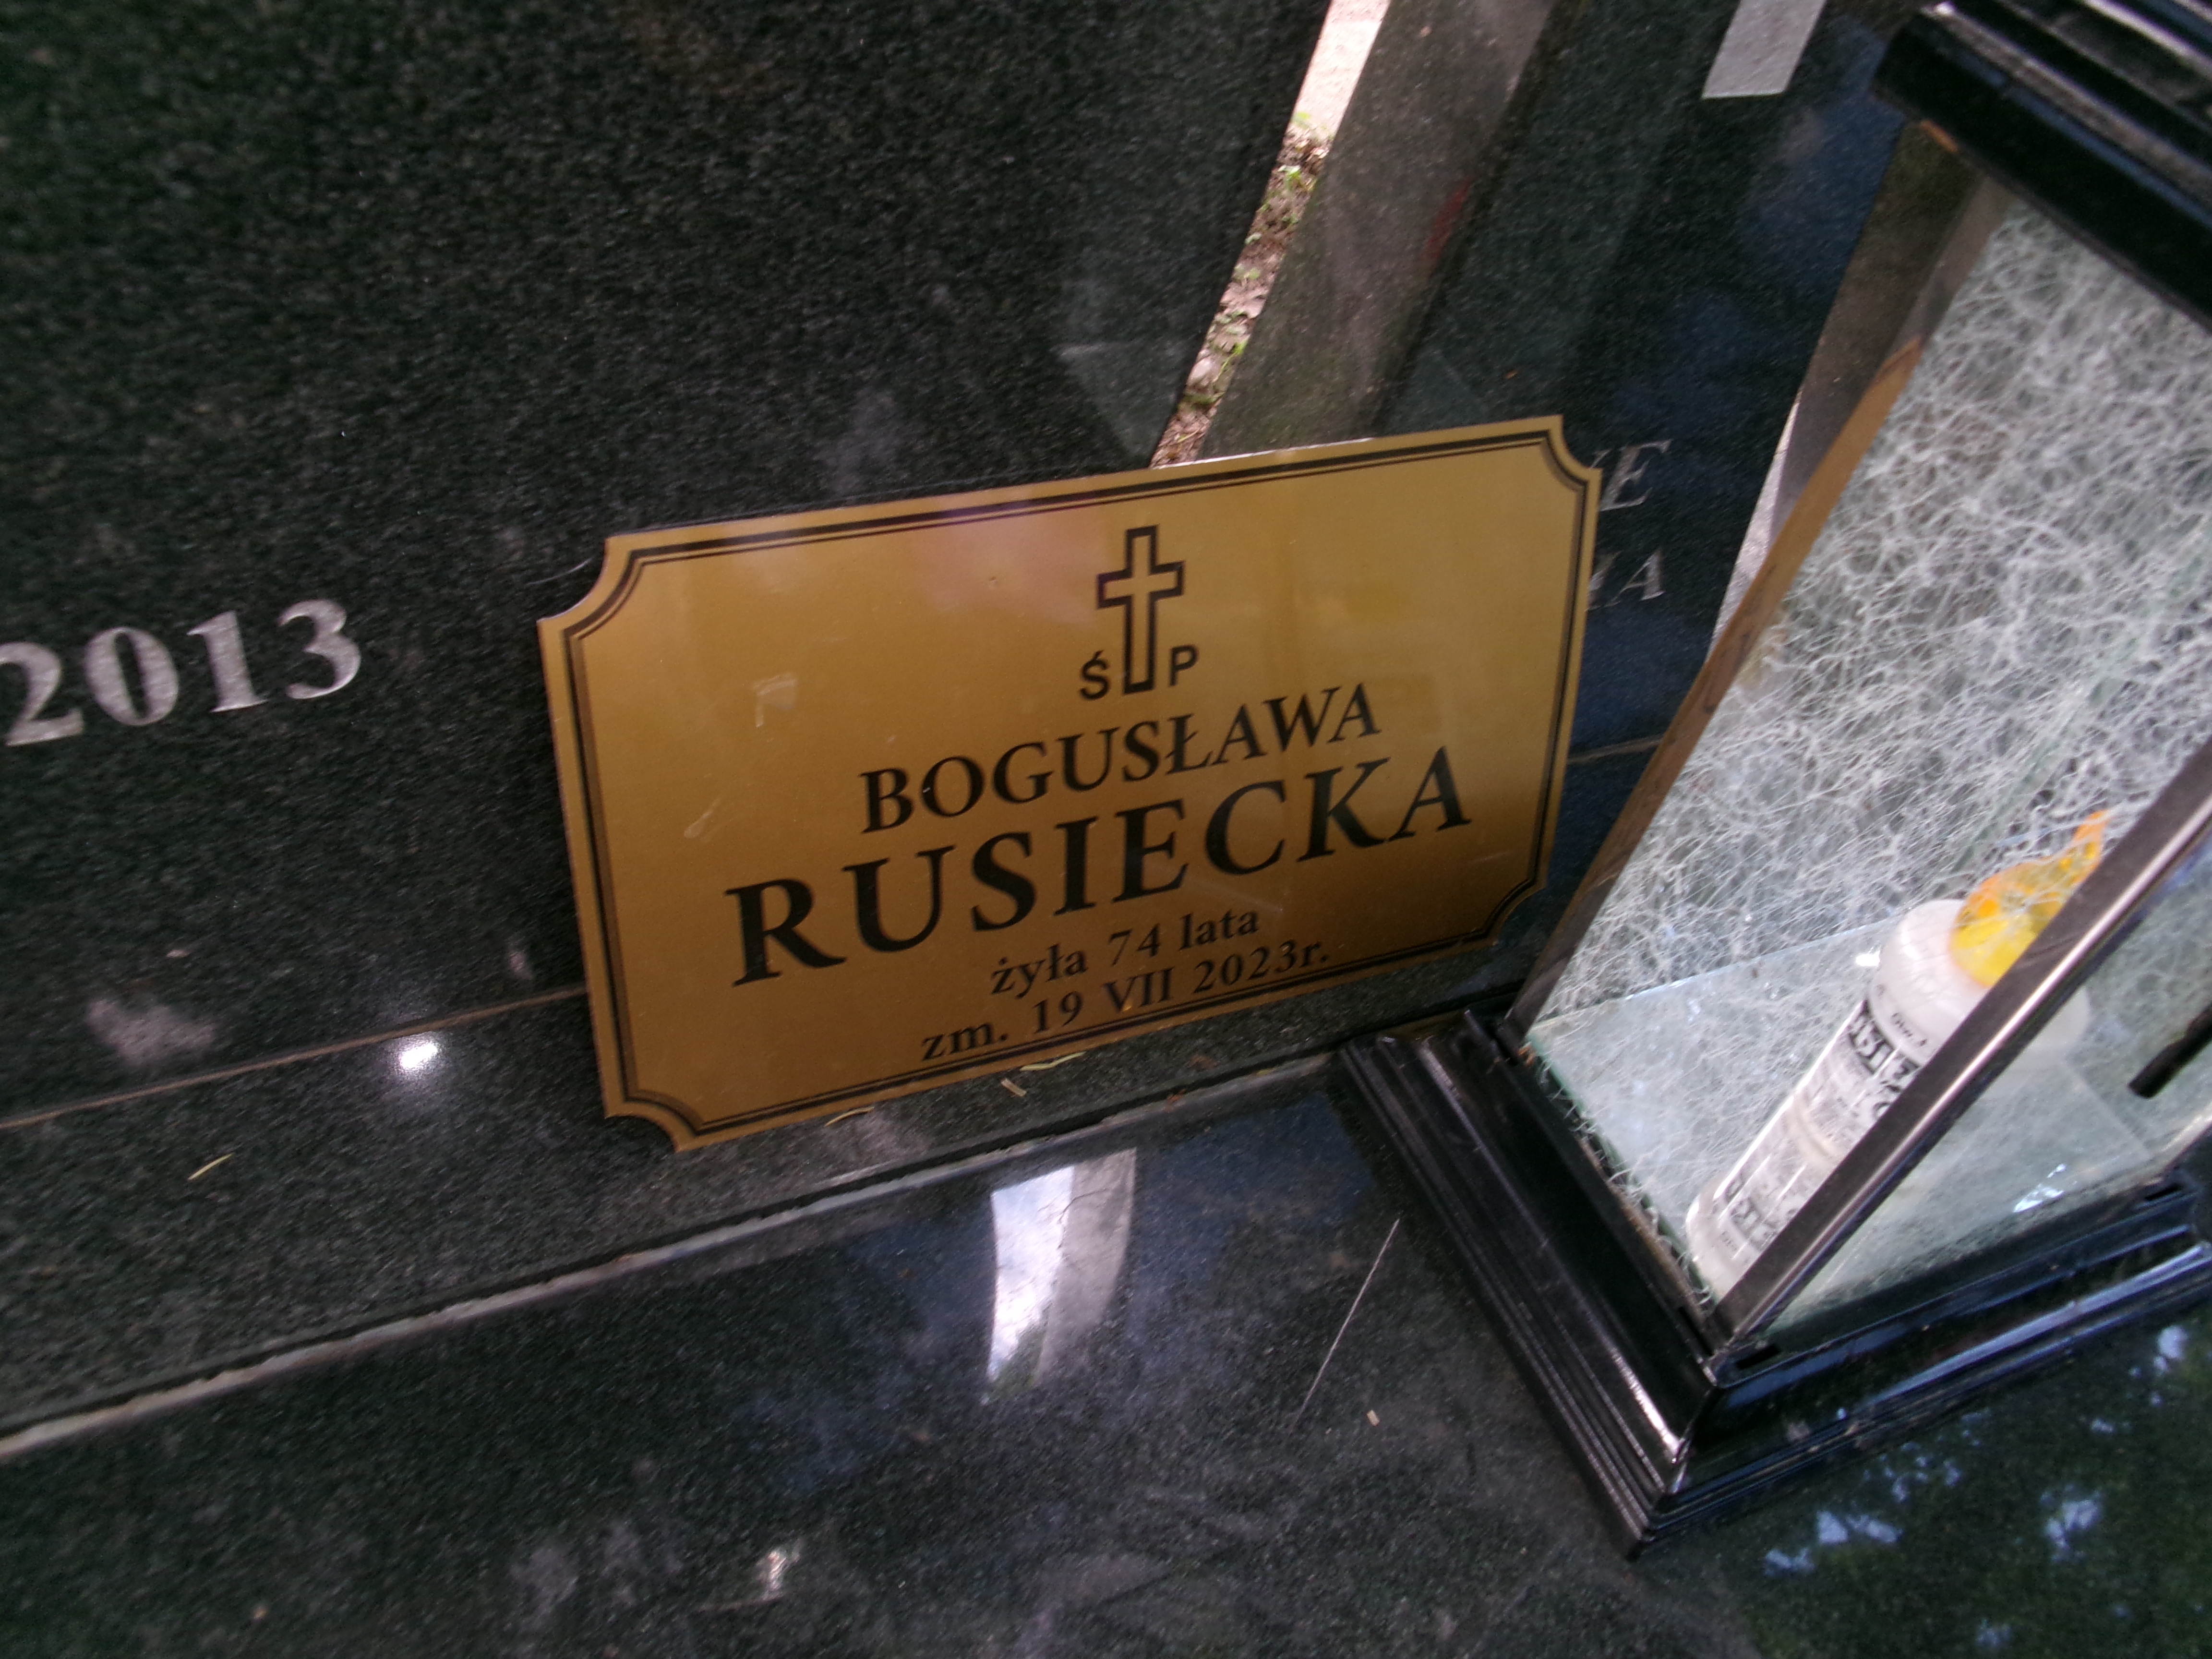 2013
Ś P
BOGUSŁAWA
RUSIECKA
żyła 74 lata
zm. 19 VII 2023r.